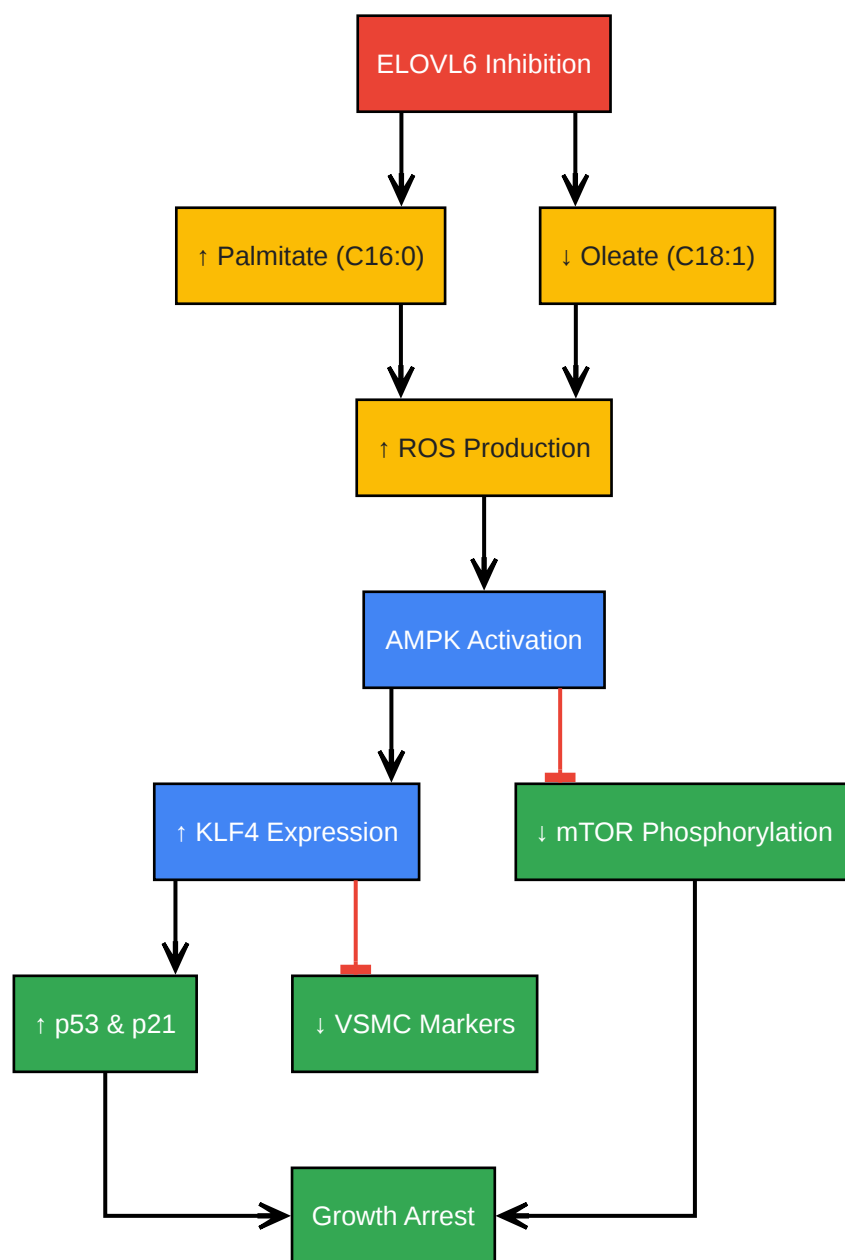 ELOVL6 Inhibition
↑ Palmitate (C16:0)
↓ Oleate (C18:1)
↑ ROS Production
AMPK Activation
↑ KLF4 Expression
↓ mTOR Phosphorylation
↑ p53 & p21
↓ VSMC Markers
Growth Arrest